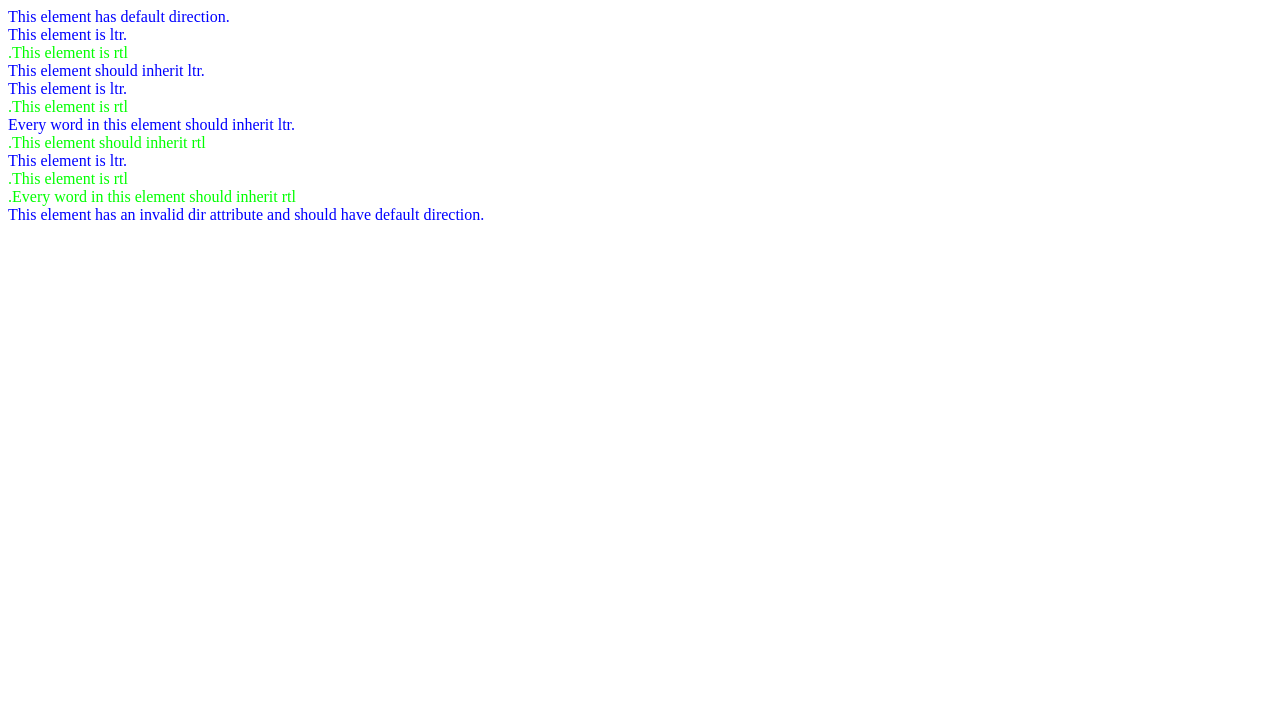 This element has default direction.
This element is ltr.
.This element is rtl
This element should inherit ltr.
This element is ltr.
.This element is rtl
Every word in this element should inherit ltr.
.This element should inherit rtl
This element is ltr.
.This element is rtl
.Every word in this element should inherit rtl
This element has an invalid dir attribute and should have default direction.